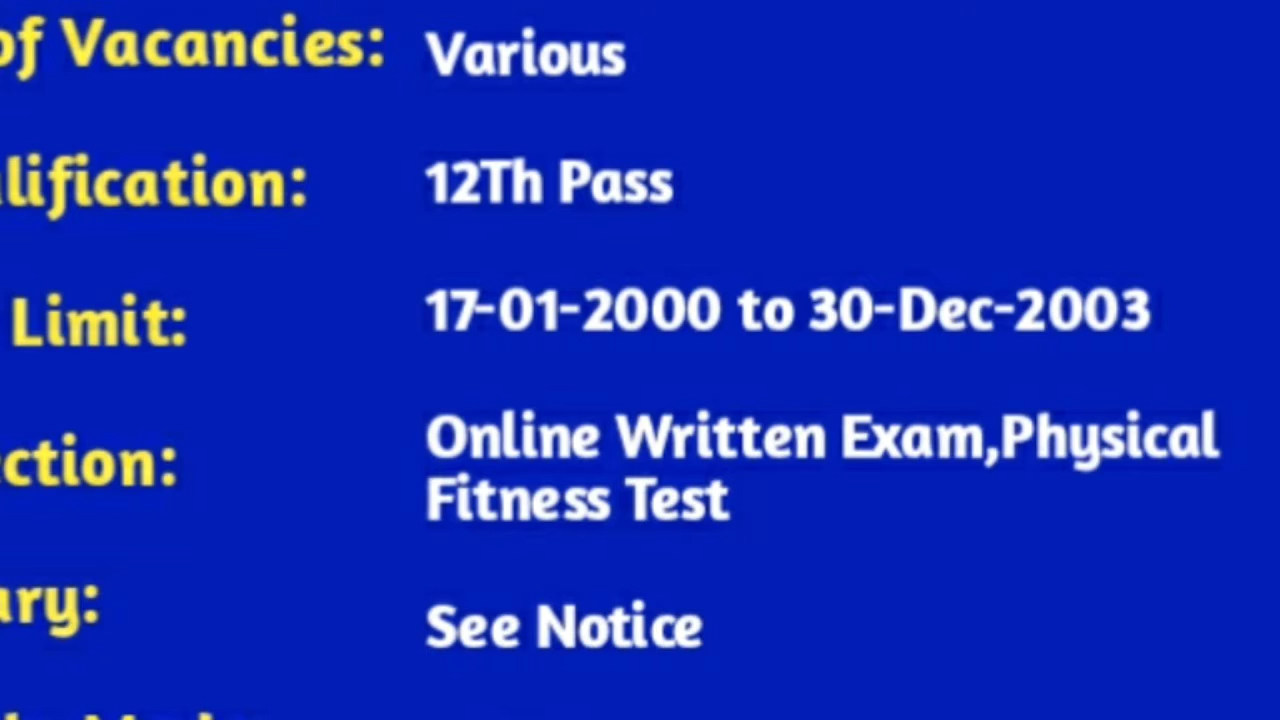 of Vacancies: Various
lification: 12Th Pass
Limit: 17-01-2000 to 30-Dec-2003
ction: Online Written Exam,Physical
Fitness Test
ary: See Notice